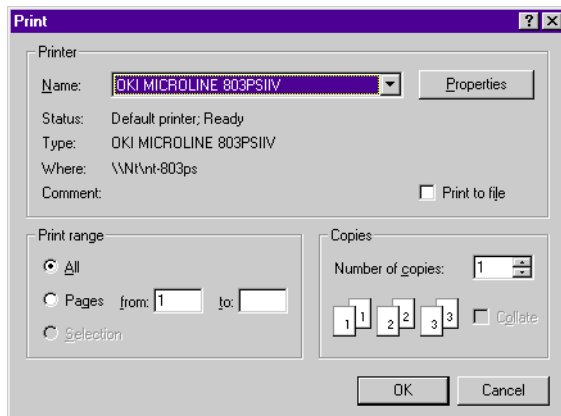 Print
Printer
Name: OKI MICROLINE 803PSIIV Properties
Status: Default printer; Ready
Type: OKI MICROLINE 803PSIIV
Where: \\Nt\nt-803ps
Comment: Print to file
Print range
All
Pages from: 1 to:
Selection
Copies
Number of copies: 1
1 1 2 2 3 3 Collate
OK Cancel